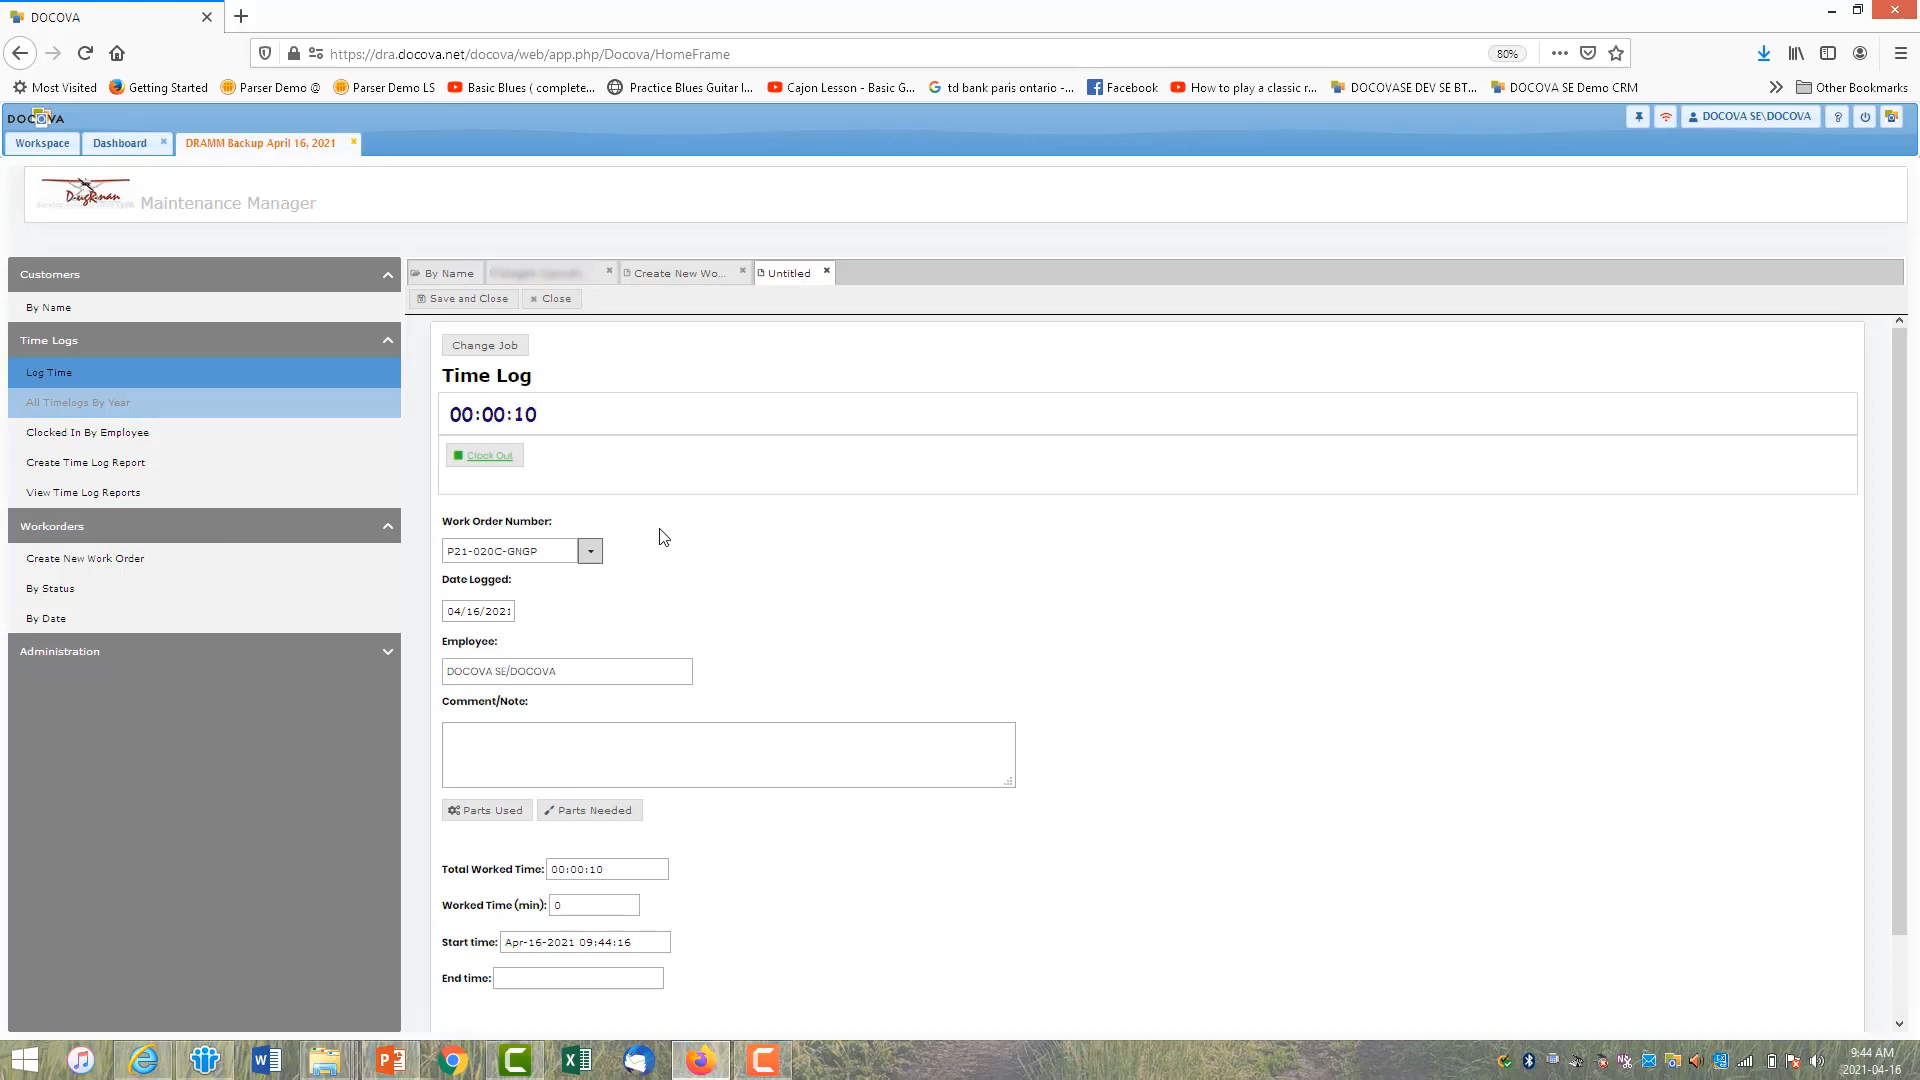 DOCOVA
https://dra.docova.net/docova/web/app.php/Docova/HomeFrame
80%
Most Visited
Getting Started
Parser Demo @
Parser Demo LS
Basic Blues ( complete...
Practice Blues Guitar l...
Cajon Lesson - Basic G...
td bank paris ontario -...
Facebook
How to play a classic r...
DOCOVASE DEV SE BT...
DOCOVA SE Demo CRM
Other Bookmarks
DOCOVA
DOCOVA SE\DOCOVA
Workspace
Dashboard
DRAMM Backup April 16, 2021
Maintenance Manager
Customers
By Name
Time Logs
Log Time
All Timelogs By Year
Clocked In By Employee
Create Time Log Report
View Time Log Reports
Workorders
Create New Work Order
By Status
By Date
Administration
By Name
Create New Wo...
Untitled
Save and Close
Close
Change Job
Time Log
00:00:10
Clock Out
Work Order Number:
P21-020C-GNGP
Date Logged:
04/16/2021
Employee:
DOCOVA SE/DOCOVA
Comment/Note:
Parts Used
Parts Needed
Total Worked Time: 00:00:10
Worked Time (min): 0
Start time: Apr-16-2021 09:44:16
End time:
9:44 AM
2021-04-16